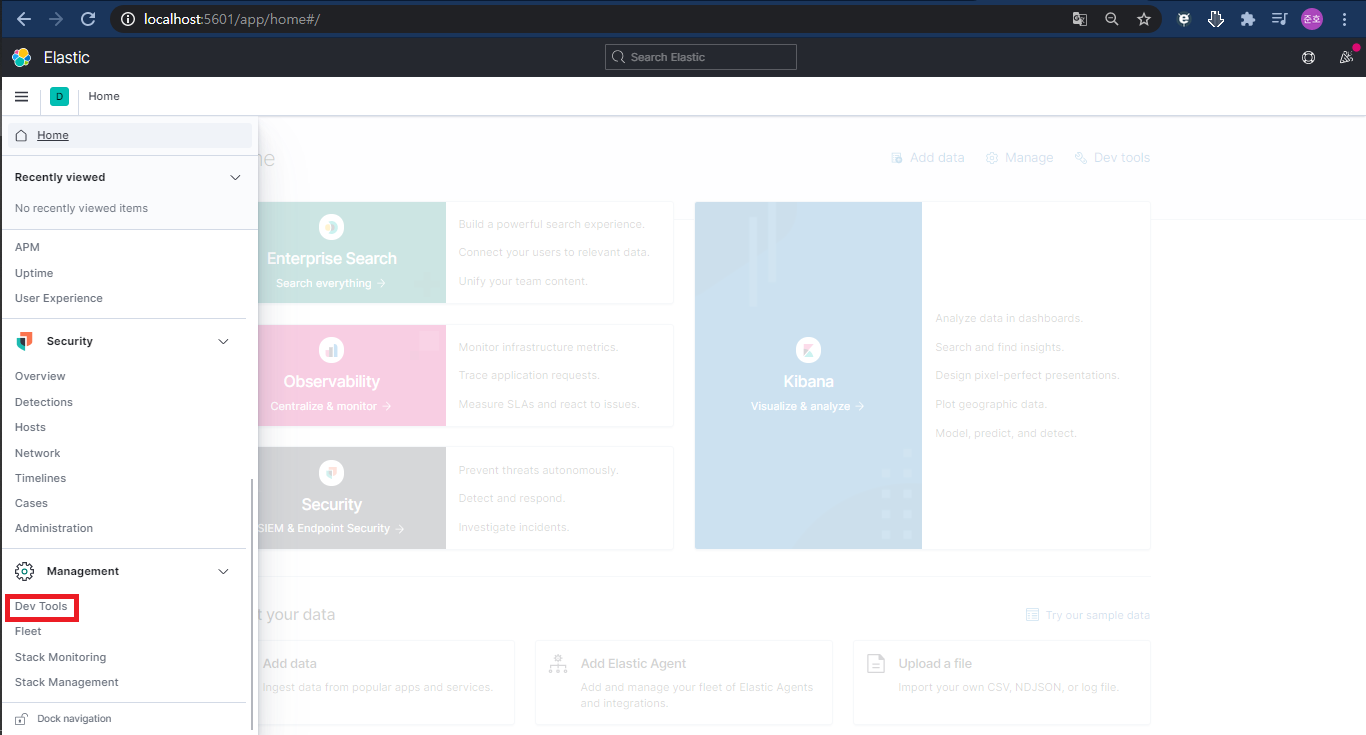 localhost:5601/app/home#/
준호
Elastic
Search Elastic
D
Home
Home
Recently viewed
No recently viewed items
APM
Uptime
User Experience
Security
Overview
Detections
Hosts
Network
Timelines
Cases
Administration
Management
Dev Tools
Fleet
Stack Monitoring
Stack Management
Dock navigation
ne
Add data
Manage
Dev tools
Enterprise Search
Search everything →
Build a powerful search experience.
Connect your users to relevant data.
Unify your team content.
Observability
Centralize & monitor →
Monitor infrastructure metrics.
Trace application requests.
Measure SLAs and react to issues.
Security
SIEM & Endpoint Security →
Prevent threats autonomously.
Detect and respond.
Investigate incidents.
Kibana
Visualize & analyze →
Analyze data in dashboards.
Search and find insights.
Design pixel-perfect presentations.
Plot geographic data.
Model, predict, and detect.
t your data
Try our sample data
Add data
Ingest data from popular apps and services.
Add Elastic Agent
Add and manage your fleet of Elastic Agents
and integrations.
Upload a file
Import your own CSV, NDJSON, or log file.